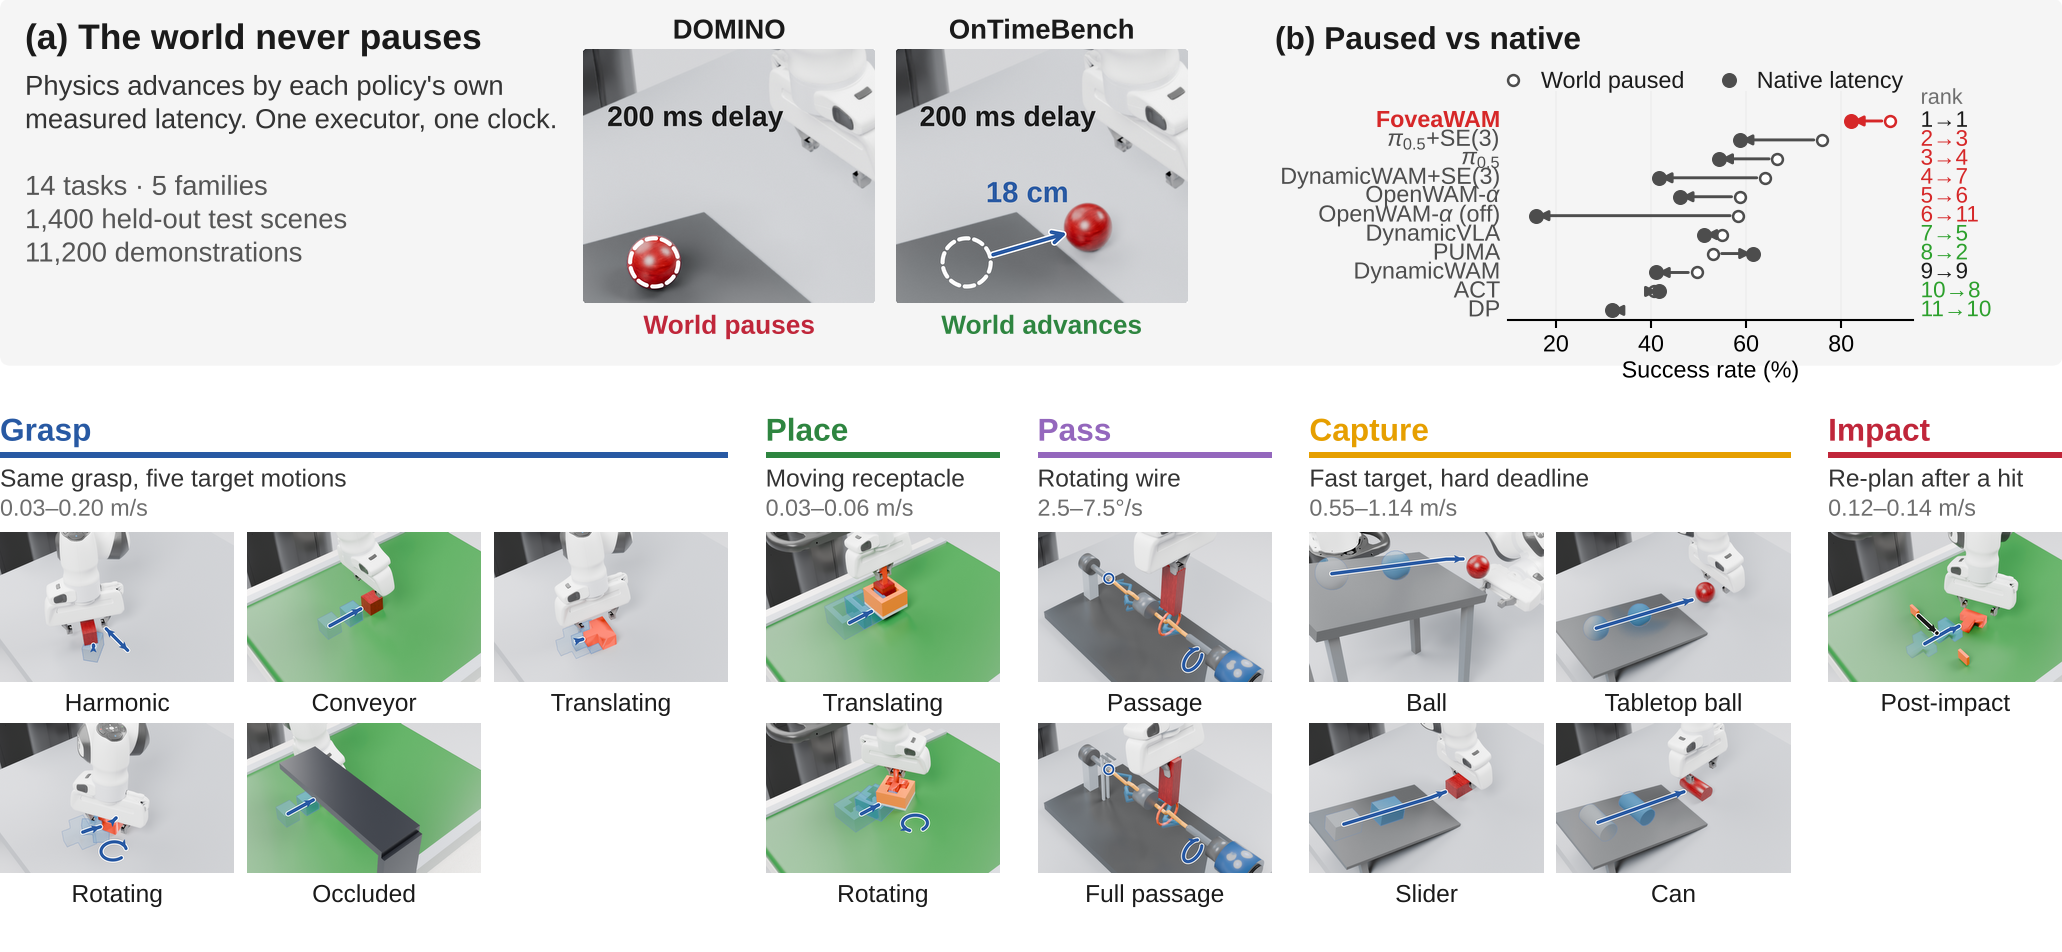 (a) The world never pauses
Physics advances by each policy's own
measured latency. One executor, one clock.
14 tasks · 5 families
1,400 held-out test scenes
11,200 demonstrations
DOMINO
200 ms delay
World pauses
OnTimeBench
200 ms delay
18 cm
World advances
(b) Paused vs native
World paused
Native latency
rank
FoveaWAM 1→1
π0.5+SE(3) 2→3
π0.5 3→4
DynamicWAM+SE(3) 4→7
OpenWAM-α 5→6
OpenWAM-α (off) 6→11
DynamicVLA 7→5
PUMA 8→2
DynamicWAM 9→9
ACT 10→8
DP 11→10
20 40 60 80
Success rate (%)
Grasp
Same grasp, five target motions
0.03–0.20 m/s
Harmonic
Conveyor
Translating
Rotating
Occluded
Place
Moving receptacle
0.03–0.06 m/s
Translating
Rotating
Pass
Rotating wire
2.5–7.5°/s
Passage
Full passage
Capture
Fast target, hard deadline
0.55–1.14 m/s
Ball
Tabletop ball
Slider
Can
Impact
Re-plan after a hit
0.12–0.14 m/s
Post-impact